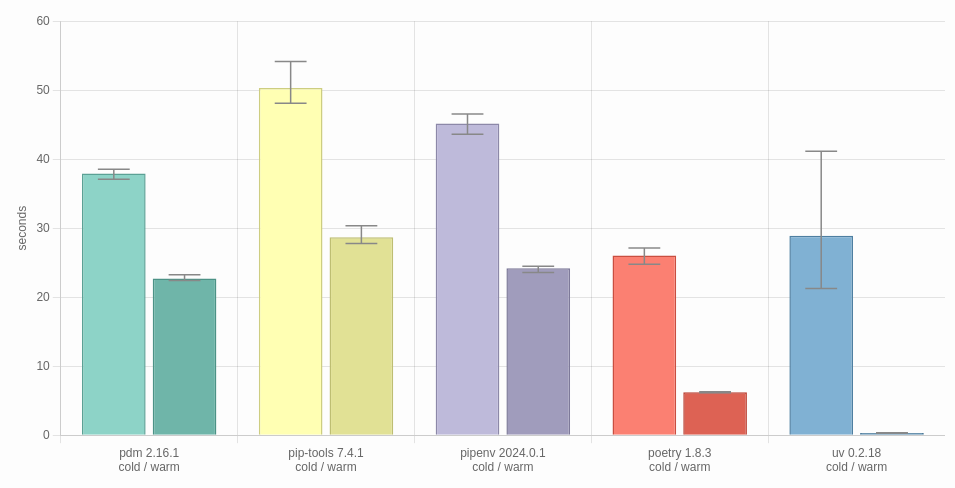 60
50
40
30
20
10
0
seconds
pdm 2.16.1
cold / warm
pip-tools 7.4.1
cold / warm
pipenv 2024.0.1
cold / warm
poetry 1.8.3
cold / warm
uv 0.2.18
cold / warm